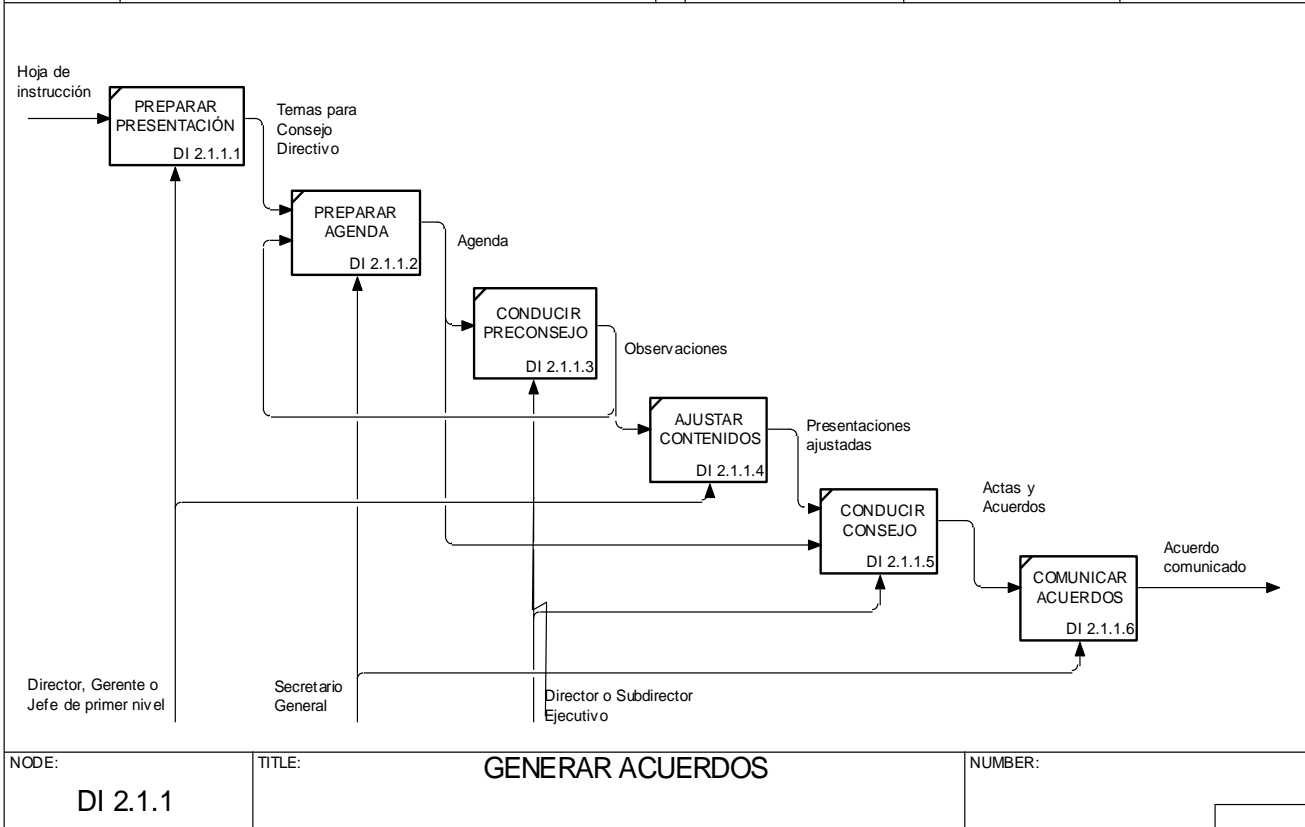 Hoja de
instrucción
PREPARAR
PRESENTACIÓN
DI 2.1.1.1
Temas para
Consejo
Directivo
PREPARAR
AGENDA
DI 2.1.1.2
Agenda
CONDUCIR
PRECONSEJO
DI 2.1.1.3
Observaciones
AJUSTAR
CONTENIDOS
DI 2.1.1.4
Presentaciones
ajustadas
CONDUCIR
CONSEJO
DI 2.1.1.5
Actas y
Acuerdos
COMUNICAR
ACUERDOS
DI 2.1.1.6
Acuerdo
comunicado
Director, Gerente o
Jefe de primer nivel
Secretario
General
Director o Subdirector
Ejecutivo
NODE:
DI 2.1.1
TITLE:
GENERAR ACUERDOS
NUMBER: